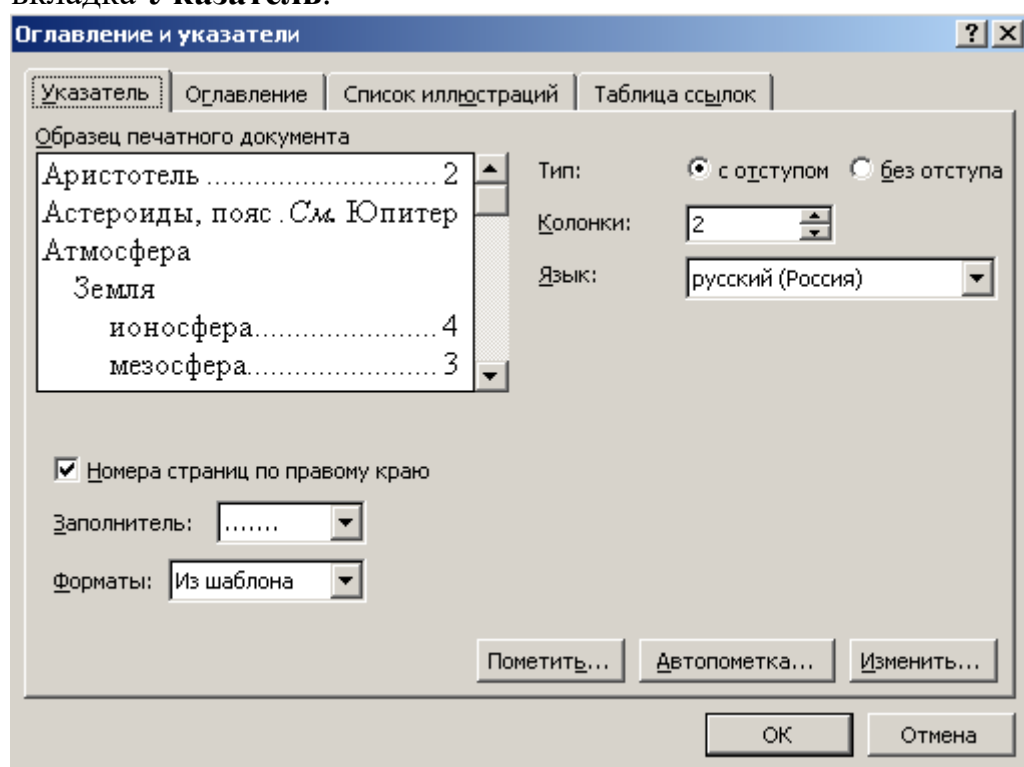 вкладка Указатель.
Оглавление и указатели
Указатель Оглавление Список иллюстраций Таблица ссылок
Образец печатного документа
Аристотель ............................ 2
Астероиды, пояс . См. Юпитер
Атмосфера
Земля
ионосфера...................... 4
мезосфера....................... 3
Тип: с отступом без отступа
Колонки: 2
Язык: русский (Россия)
Номера страниц по правому краю
Заполнитель: .......
Форматы: Из шаблона
Пометить... Автопометка... Изменить...
ОК Отмена